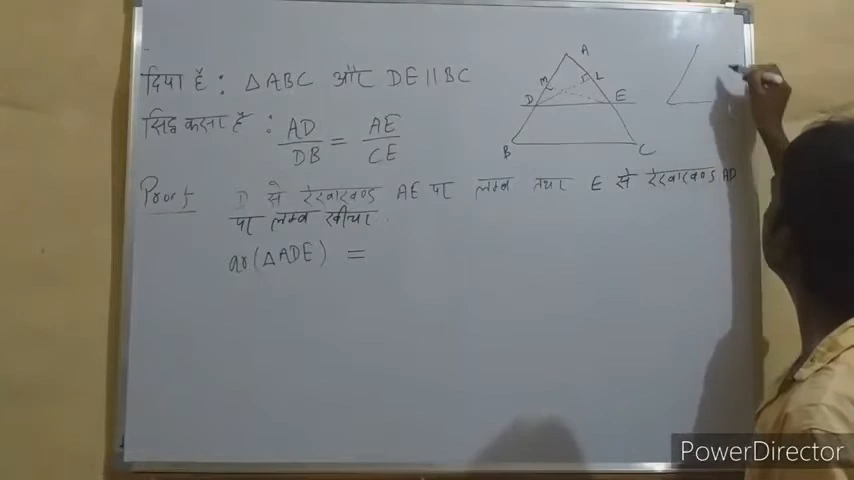 दिया है : △ABC और DE||BC
सिद्ध करना है : AD/DB = AE/CE
Proof D से रेखाखण्ड AE पर लम्ब तथा E से रेखाखण्ड AD
पर लम्ब खींचा.
ar(△ADE) =
A
M
L
D
E
B
C
PowerDirector